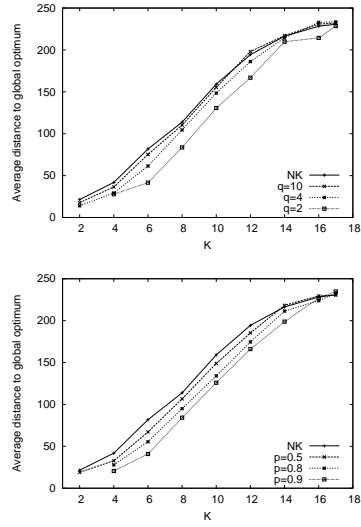 250
200
150
100
50
0
Average distance to global optimum
2 4 6 8 10 12 14 16 18
K
NK
q=10
q=4
q=2
250
200
150
100
50
0
Average distance to global optimum
2 4 6 8 10 12 14 16 18
K
NK
p=0.5
p=0.8
p=0.9